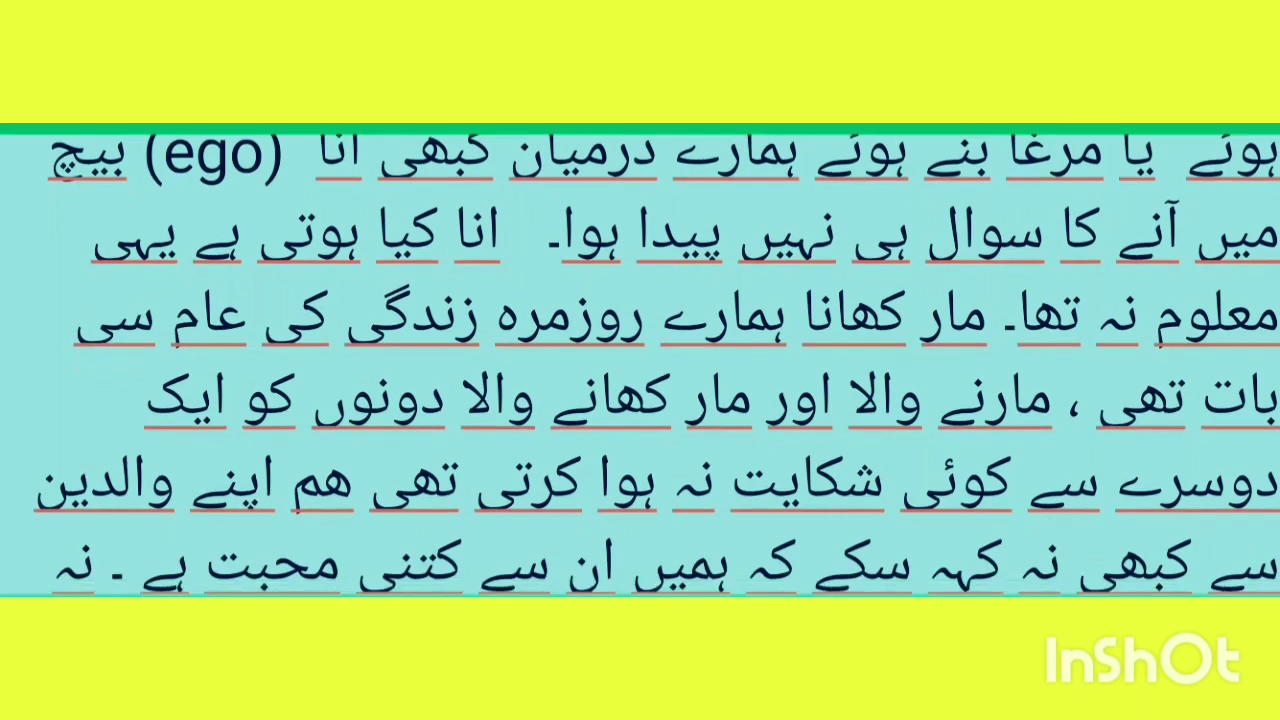 ہوئے یا مرغا بنے ہوئے ہمارے درمیان کبھی انا (ego) بیچ
میں آنے کا سوال ہی نہیں پیدا ہوا۔ انا کیا ہوتی ہے یہی
معلوم نہ تھا۔ مار کھانا ہمارے روزمرہ زندگی کی عام سی
بات تھی ، مارنے والا اور مار کھانے والا دونوں کو ایک
دوسرے سے کوئی شکایت نہ ہوا کرتی تھی ھم اپنے والدین
سے کبھی نہ کہہ سکے کہ ہمیں ان سے کتنی محبت ہے ۔ نہ
InShOt